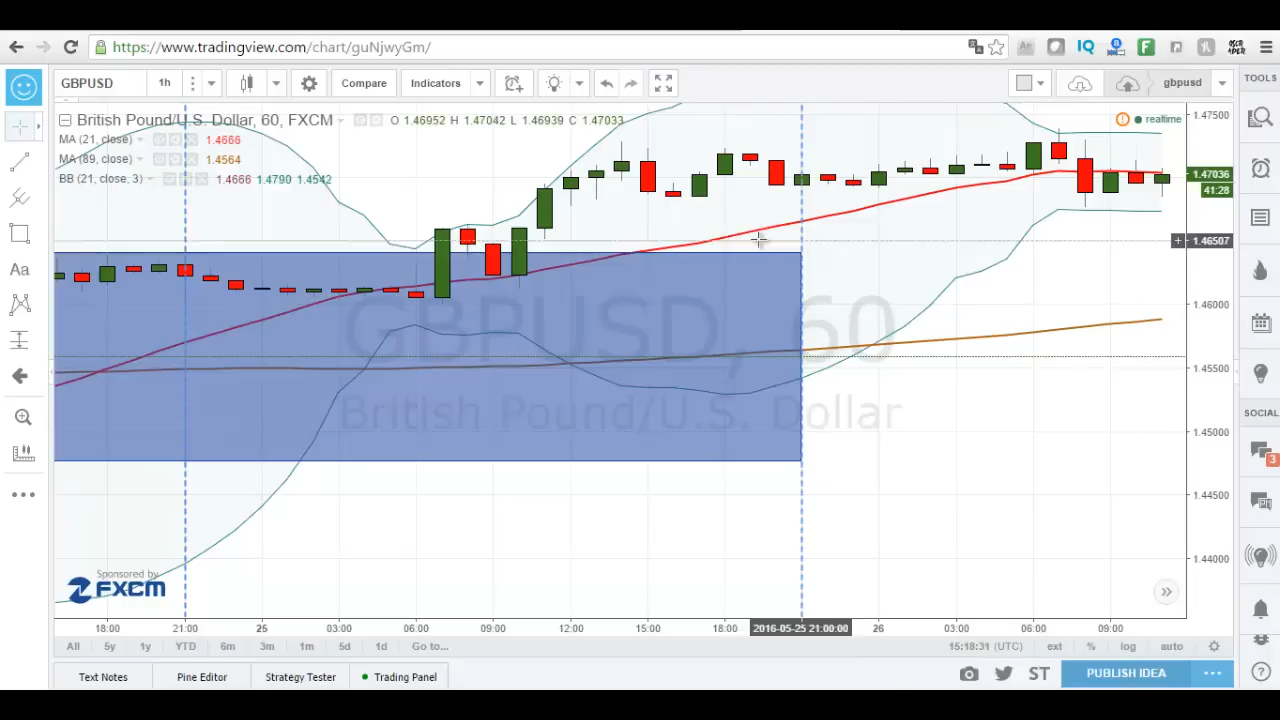 https://www.tradingview.com/chart/guNjwyGm/
IQ
GBPUSD 1h Compare Indicators gbpusd
TOOLS
British Pound/U.S. Dollar, 60, FXCM O 1.46952 H 1.47042 L 1.46939 C 1.47033
realtime
MA (21, close) 1.4666
MA (89, close) 1.4564
BB (21, close, 3) 1.4666 1.4790 1.4542
1.47500
1.47036
41:28
1.46507
1.46000
1.45500
1.45000
1.44500
1.44000
GBPUSD, 60
British Pound/U.S. Dollar
Aa
SOCIAL
3
Sponsored by
FXCM
18:00 21:00 25 03:00 06:00 09:00 12:00 15:00 18:00 2016-05-25 21:00:00 26 03:00 06:00 09:00
All 5y 1y YTD 6m 3m 1m 5d 1d Go to... 15:18:31 (UTC) ext % log auto
Text Notes Pine Editor Strategy Tester Trading Panel ST PUBLISH IDEA